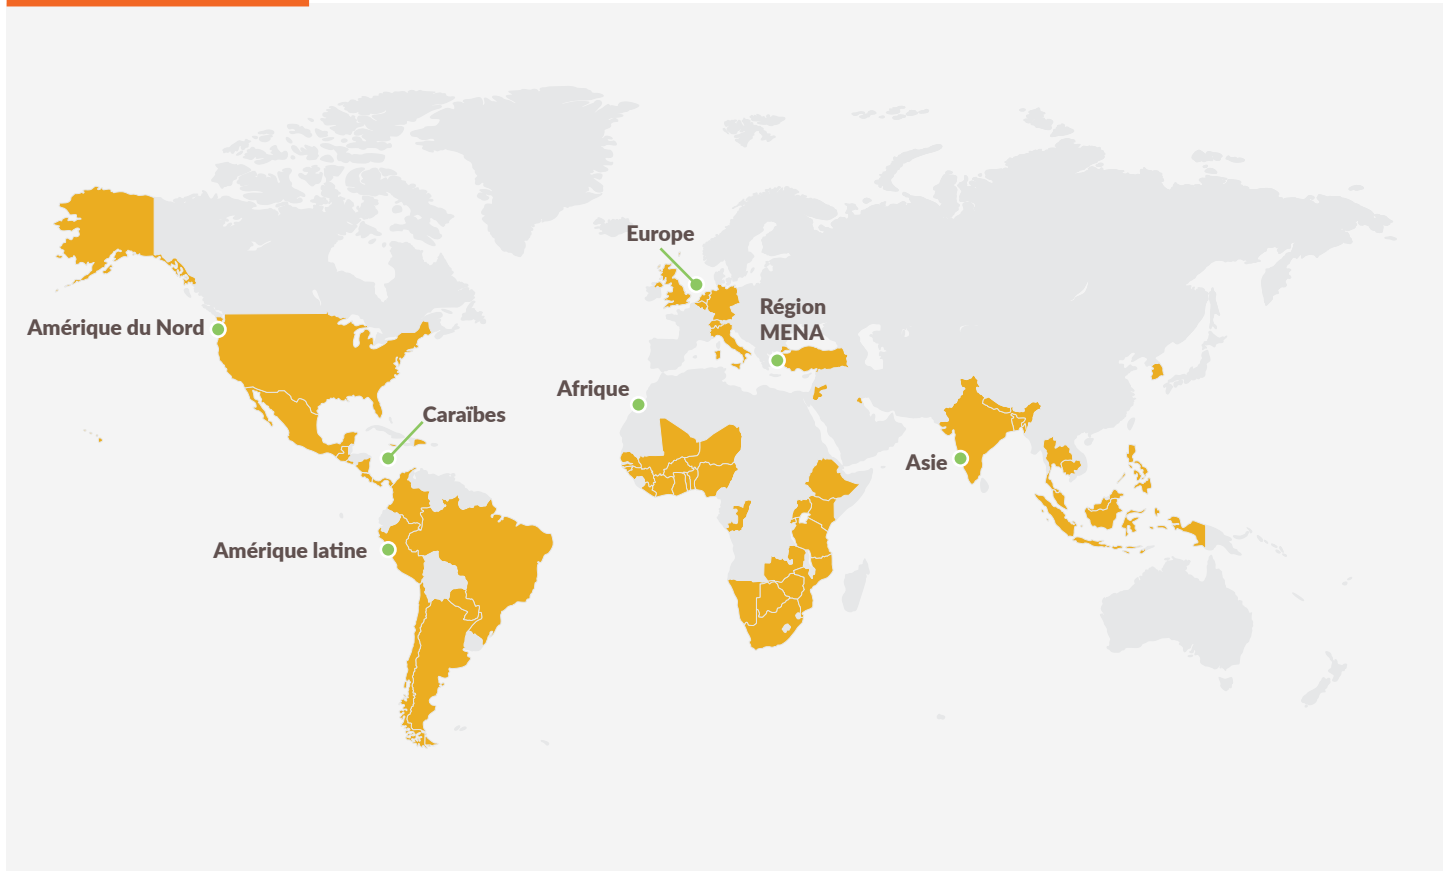 Europe
Région
MENA
Amérique du Nord
Afrique
Caraïbes
Asie
Amérique latine